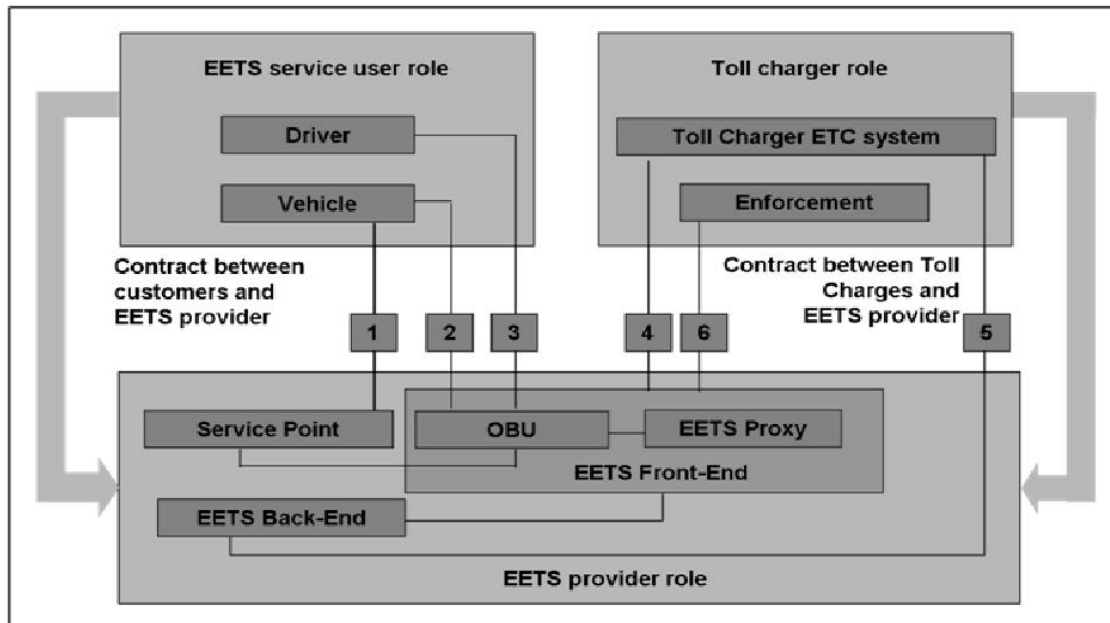 EETS service user role
Driver
Vehicle
Toll charger role
Toll Charger ETC system
Enforcement
Contract between
customers and
EETS provider
Contract between Toll
Charges and
EETS provider
1
2
3
4
6
5
Service Point
OBU
EETS Proxy
EETS Front-End
EETS Back-End
EETS provider role